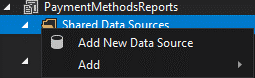 PaymentMethodsReports
Shared Data Sources
Add New Data Source
Add